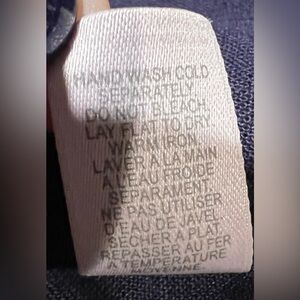 HAND WASH COLD
SEPARATELY.
DO NOT BLEACH.
LAY FLAT TO DRY
WARM IRON.
LAVER A LA MAIN
A L'EAU FROIDE
SEPARAMENT.
NE PAS UTILISER
D'EAU DE JAVEL
SECHER A PLAT
REPASSER AU FER
A TEMPERATURE
MOYENNE